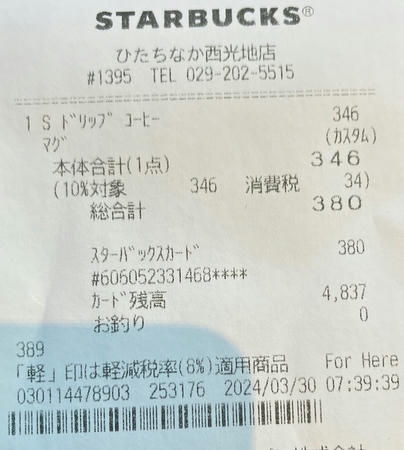 STARBUCKS®
ひたちなか西光地店
#1395 TEL 029-202-5515
1 S ﾄﾞﾘｯﾌﾟ ｺｰﾋｰ 346
ﾏｸﾞ (カスタム)
本体合計(1点) 346
(10%対象 346 消費税 34)
総合計 380
ｽﾀｰﾊﾞｯｸｽｶｰﾄﾞ 380
#606052331468****
ｶｰﾄﾞ残高 4,837
お釣り 0
389
「軽」印は軽減税率(8%)適用商品 For Here
030114478903 253176 2024/03/30 07:39:39